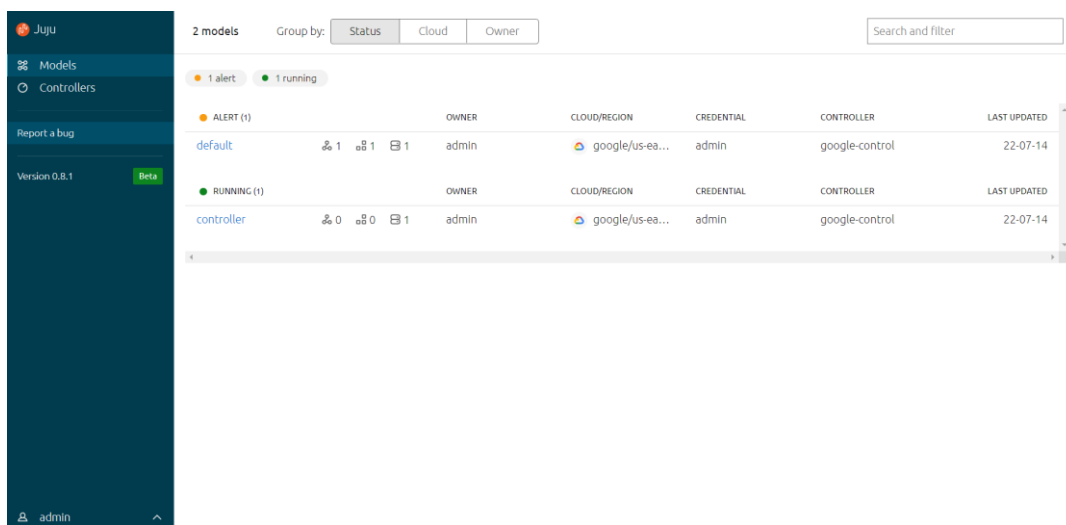 Juju
Models
Controllers
Report a bug
Version 0.8.1 Beta
admin
2 models Group by: Status Cloud Owner Search and filter
1 alert 1 running
ALERT (1) OWNER CLOUD/REGION CREDENTIAL CONTROLLER LAST UPDATED
default 1 1 1 admin google/us-ea... admin google-control 22-07-14
RUNNING (1) OWNER CLOUD/REGION CREDENTIAL CONTROLLER LAST UPDATED
controller 0 0 1 admin google/us-ea... admin google-control 22-07-14